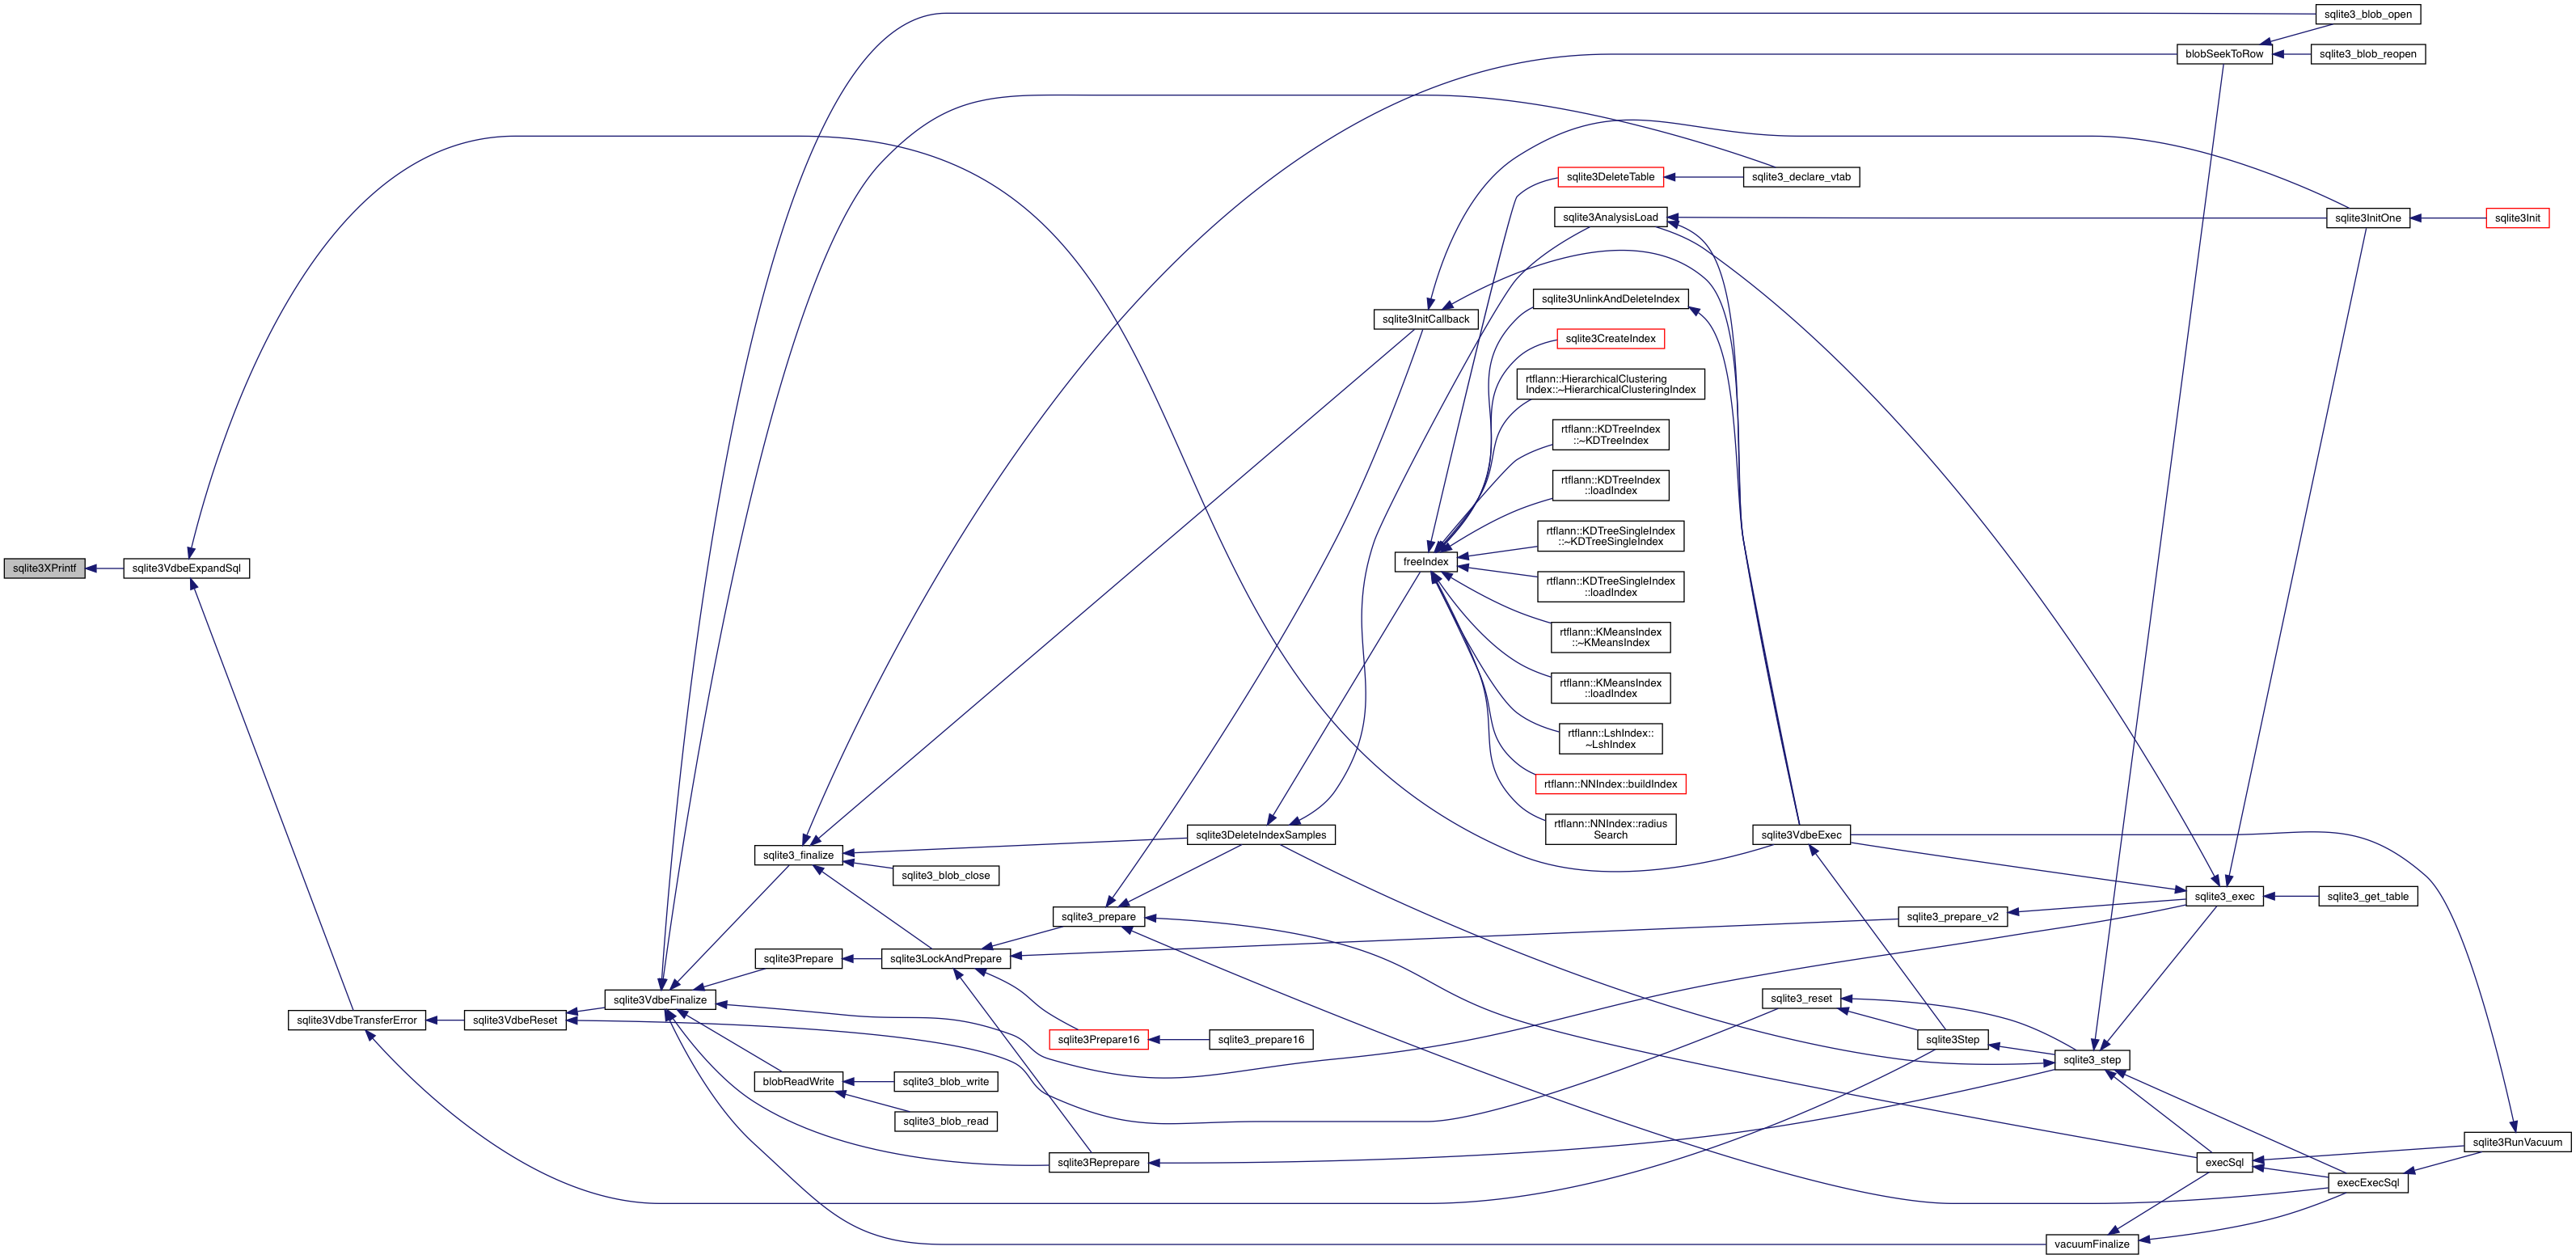 sqlite3_blob_open
blobSeekToRow
sqlite3_blob_reopen
sqlite3DeleteTable
sqlite3_declare_vtab
sqlite3AnalysisLoad
sqlite3InitOne
sqlite3Init
sqlite3UnlinkAndDeleteIndex
sqlite3InitCallback
sqlite3CreateIndex
rtflann::HierarchicalClustering
Index::~HierarchicalClusteringIndex
rtflann::KDTreeIndex
::~KDTreeIndex
rtflann::KDTreeIndex
::loadIndex
rtflann::KDTreeSingleIndex
::~KDTreeSingleIndex
freeIndex
sqlite3XPrintf
sqlite3VdbeExpandSql
rtflann::KDTreeSingleIndex
::loadIndex
rtflann::KMeansIndex
::~KMeansIndex
rtflann::KMeansIndex
::loadIndex
rtflann::LshIndex::
~LshIndex
rtflann::NNIndex::buildIndex
rtflann::NNIndex::radius
Search
sqlite3DeleteIndexSamples
sqlite3VdbeExec
sqlite3_finalize
sqlite3_blob_close
sqlite3_exec
sqlite3_get_table
sqlite3_prepare
sqlite3_prepare_v2
sqlite3Prepare
sqlite3LockAndPrepare
sqlite3VdbeFinalize
sqlite3_reset
sqlite3VdbeTransferError
sqlite3VdbeReset
sqlite3Prepare16
sqlite3_prepare16
sqlite3Step
sqlite3_step
blobReadWrite
sqlite3_blob_write
sqlite3_blob_read
sqlite3RunVacuum
sqlite3Reprepare
execSql
execExecSql
vacuumFinalize